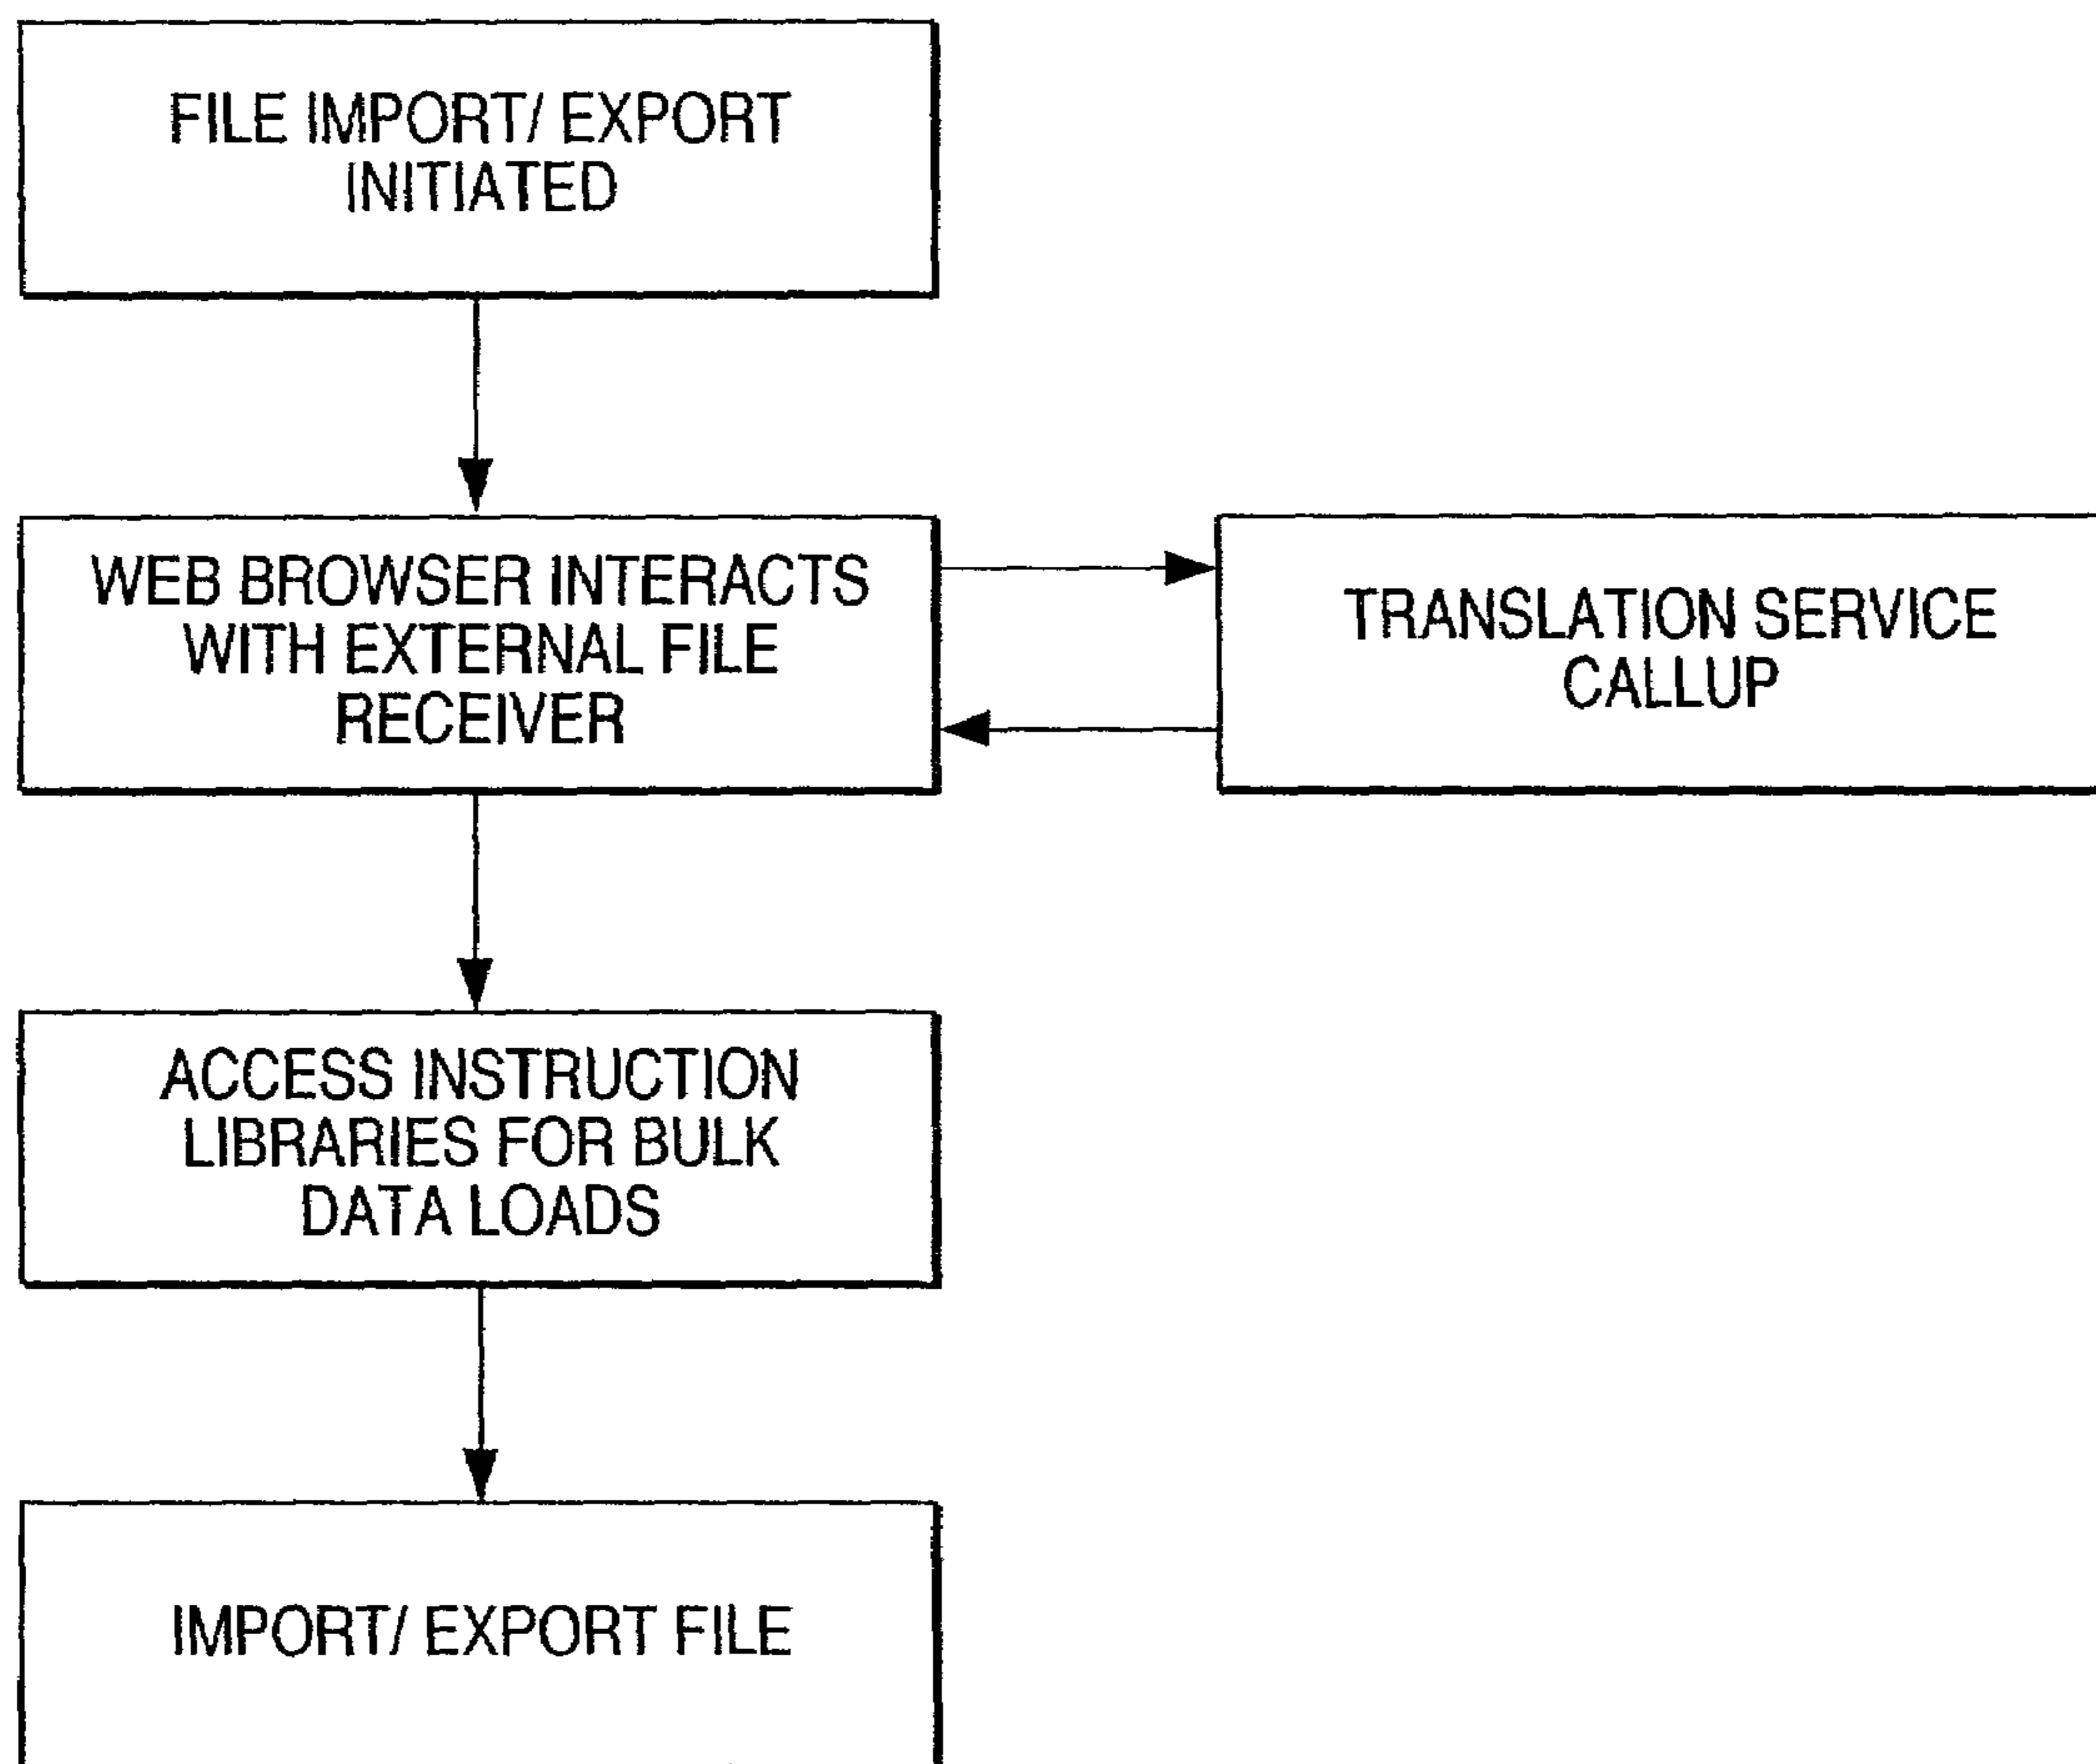 FILE IMPORT/ EXPORT
INITIATED
WEB BROWSER INTERACTS
WITH EXTERNAL FILE
RECEIVER
TRANSLATION SERVICE
CALLUP
ACCESS INSTRUCTION
LIBRARIES FOR BULK
DATA LOADS
IMPORT/ EXPORT FILE